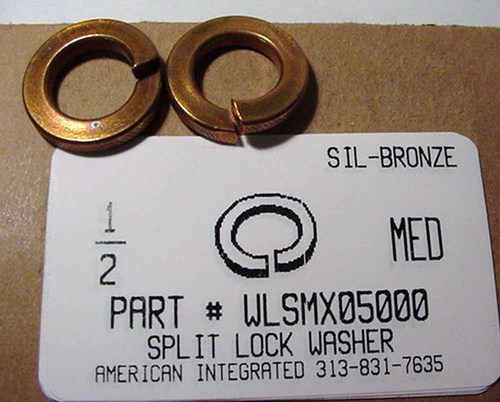 SIL-BRONZE
1
2
MED
PART # WLSMX05000
SPLIT LOCK WASHER
AMERICAN INTEGRATED 313-831-7635